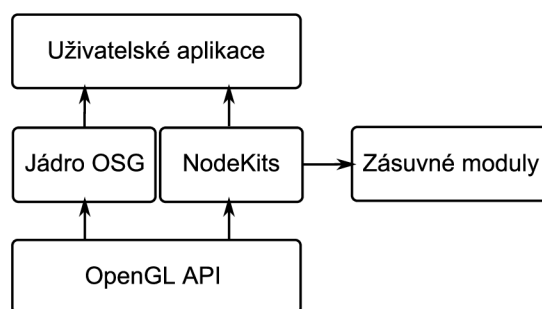 Uživatelské aplikace
Jádro OSG
NodeKits
Zásuvné moduly
OpenGL API